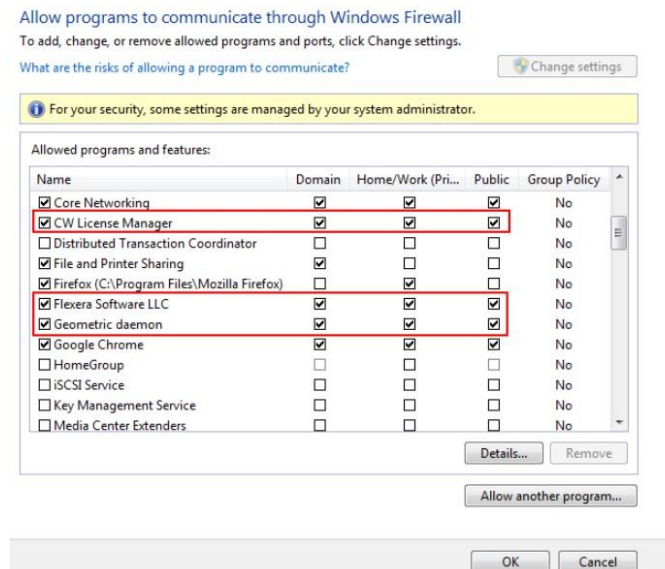 Allow programs to communicate through Windows Firewall
To add, change, or remove allowed programs and ports, click Change settings.
What are the risks of allowing a program to communicate?
Change settings
For your security, some settings are managed by your system administrator.
Allowed programs and features:
Name Domain Home/Work (Pri... Public Group Policy
Core Networking No
CW License Manager No
Distributed Transaction Coordinator No
File and Printer Sharing No
Firefox (C:\Program Files\Mozilla Firefox) No
Flexera Software LLC No
Geometric daemon No
Google Chrome No
HomeGroup No
iSCSI Service No
Key Management Service No
Media Center Extenders No
Details... Remove
Allow another program...
OK Cancel